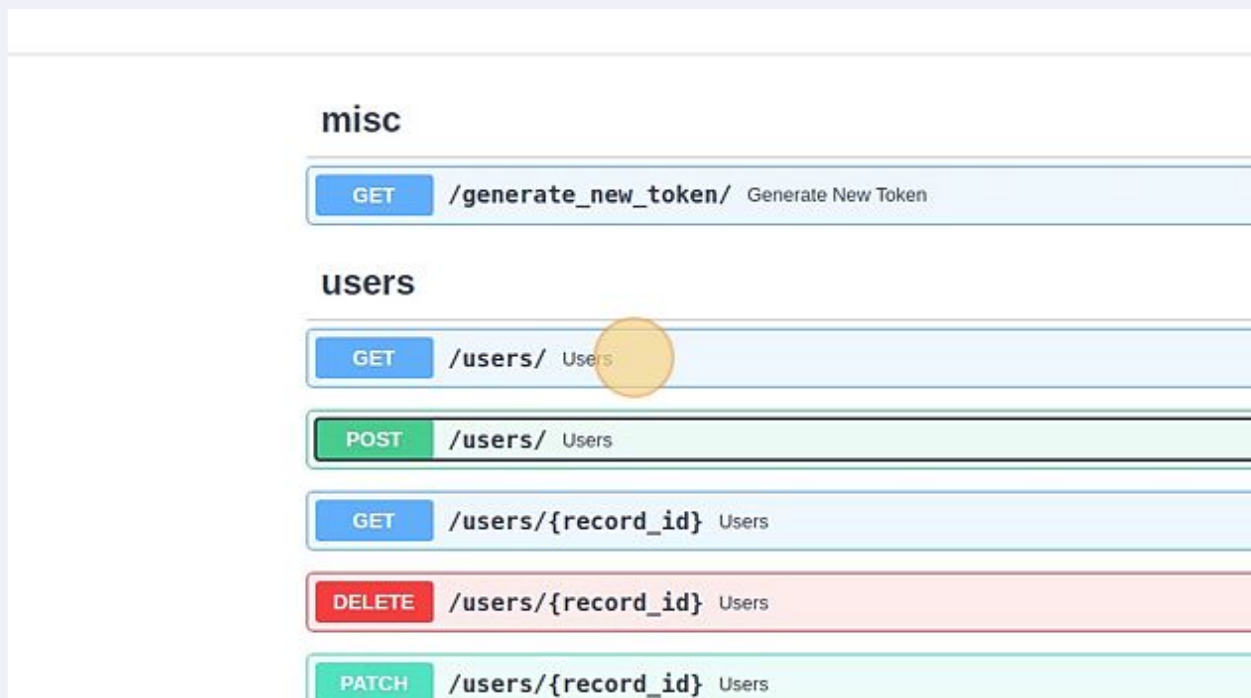 misc
GET /generate_new_token/ Generate New Token
users
GET /users/ Users
POST /users/ Users
GET /users/{record_id} Users
DELETE /users/{record_id} Users
PATCH /users/{record_id} Users